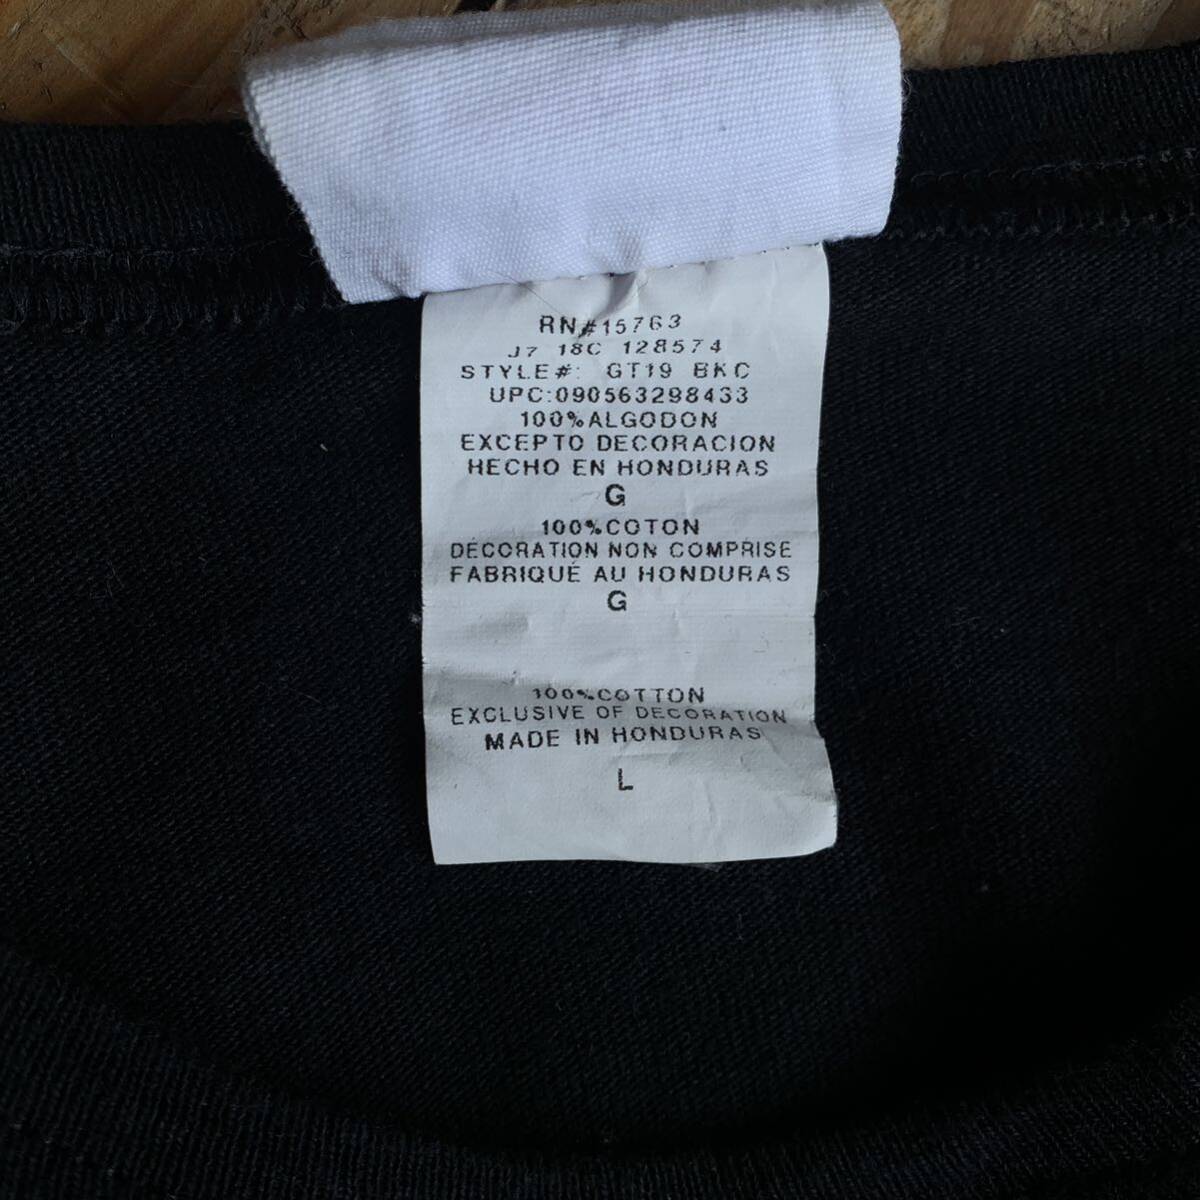 RN#15763
J7 18C 128574
STYLE#: GT19 BKC
UPC:090563298433
100%ALGODON
EXCEPTO DECORACION
HECHO EN HONDURAS
G
100%COTON
DÉCORATION NON COMPRISE
FABRIQUÉ AU HONDURAS
G
100%COTTON
EXCLUSIVE OF DECORATION
MADE IN HONDURAS
L